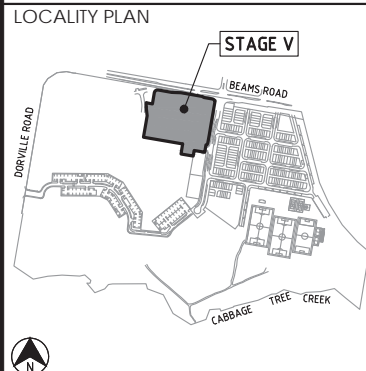 LOCALITY PLAN
STAGE V
BEAMS ROAD
DORVILLE ROAD
CABBAGE TREE CREEK
N